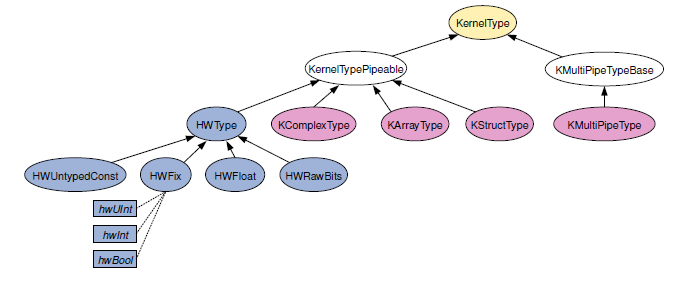 KernelType
KernelTypePipeable
KMultiPipeTypeBase
HWType
KComplexType
KArrayType
KStructType
KMultiPipeType
HWUntypedConst
HWFix
HWFloat
HWRawBits
hwUInt
hwInt
hwBool